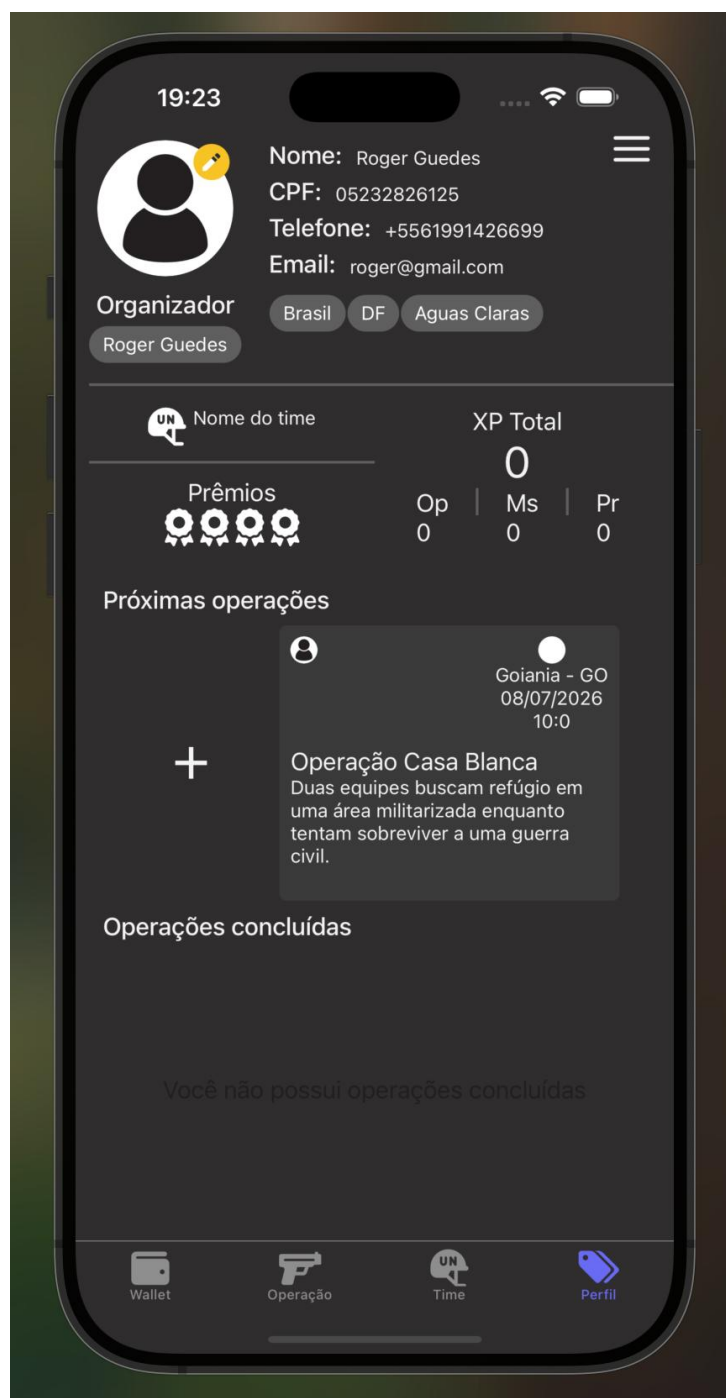 19:23
Nome: Roger Guedes
CPF: 05232826125
Telefone: +5561991426699
Email: roger@gmail.com
Organizador
Brasil DF Aguas Claras
Roger Guedes
UN Nome do time
XP Total
0
Prêmios
Op Ms Pr
0 0 0
Próximas operações
Goiania - GO
08/07/2026
10:0
Operação Casa Blanca
Duas equipes buscam refúgio em
uma área militarizada enquanto
tentam sobreviver a uma guerra
civil.
Operações concluídas
Você não possui operações concluídas
UN
Wallet Operação Time Perfil